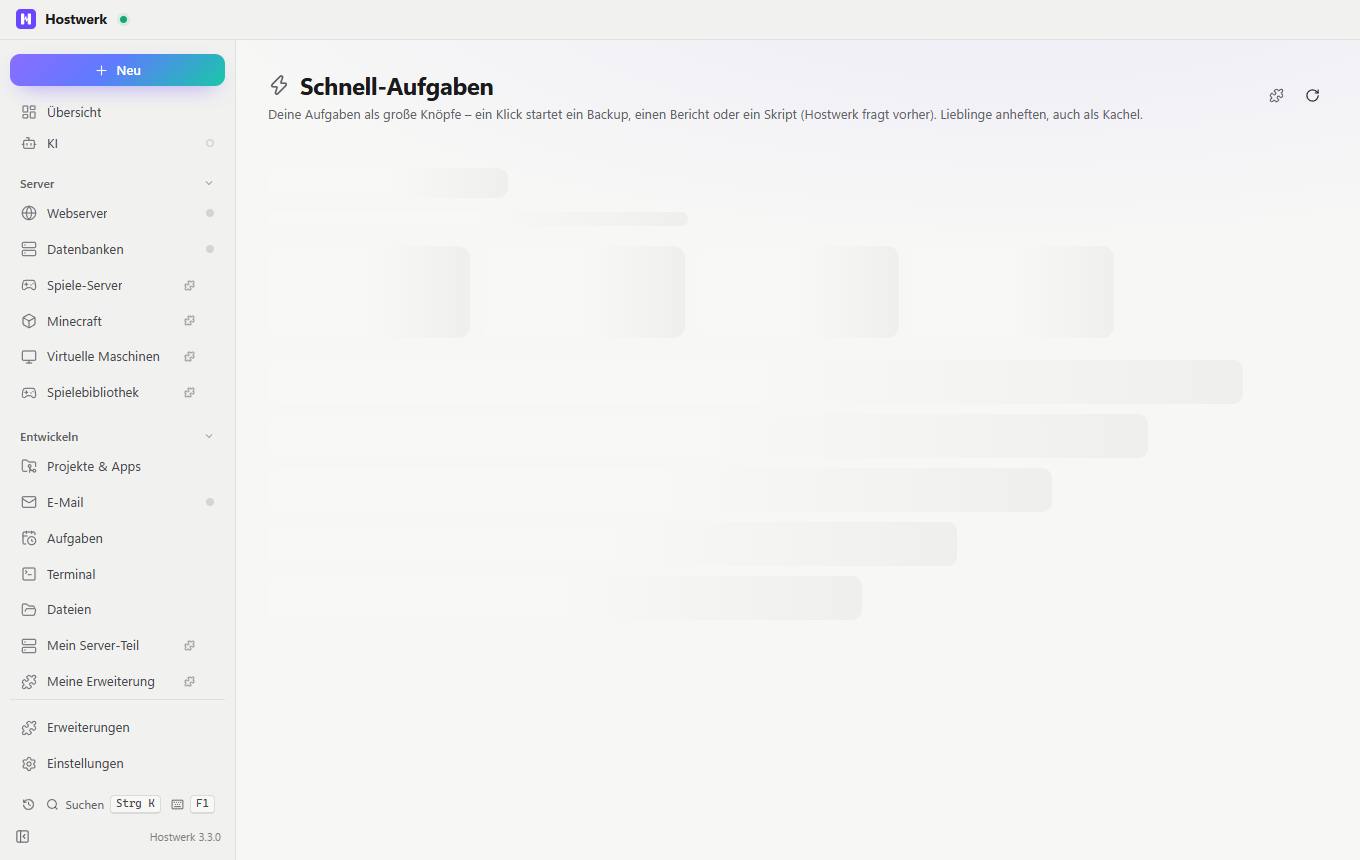 Hostwerk
Neu
Übersicht
KI
Server
Webserver
Datenbanken
Spiele-Server
Minecraft
Virtuelle Maschinen
Spielebibliothek
Entwickeln
Projekte & Apps
E-Mail
Aufgaben
Terminal
Dateien
Mein Server-Teil
Meine Erweiterung
Erweiterungen
Einstellungen
Suchen Strg K F1
Hostwerk 3.3.0
Schnell-Aufgaben
Deine Aufgaben als große Knöpfe – ein Klick startet ein Backup, einen Bericht oder ein Skript (Hostwerk fragt vorher). Lieblinge anheften, auch als Kachel.